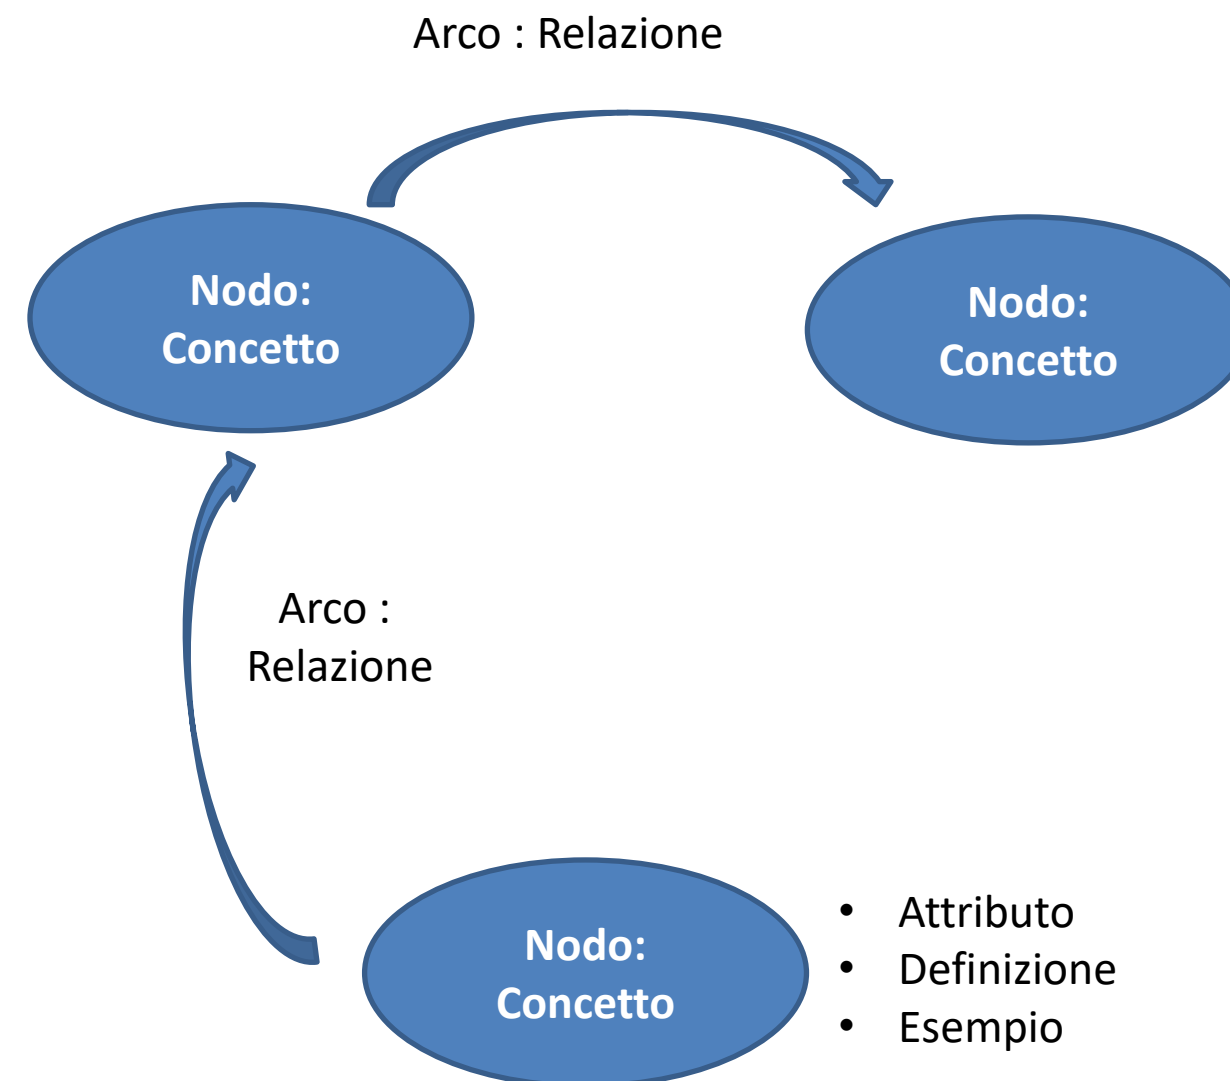 Arco : Relazione
Nodo:
Concetto
Nodo:
Concetto
Arco :
Relazione
Nodo:
Concetto
• Attributo
• Definizione
• Esempio